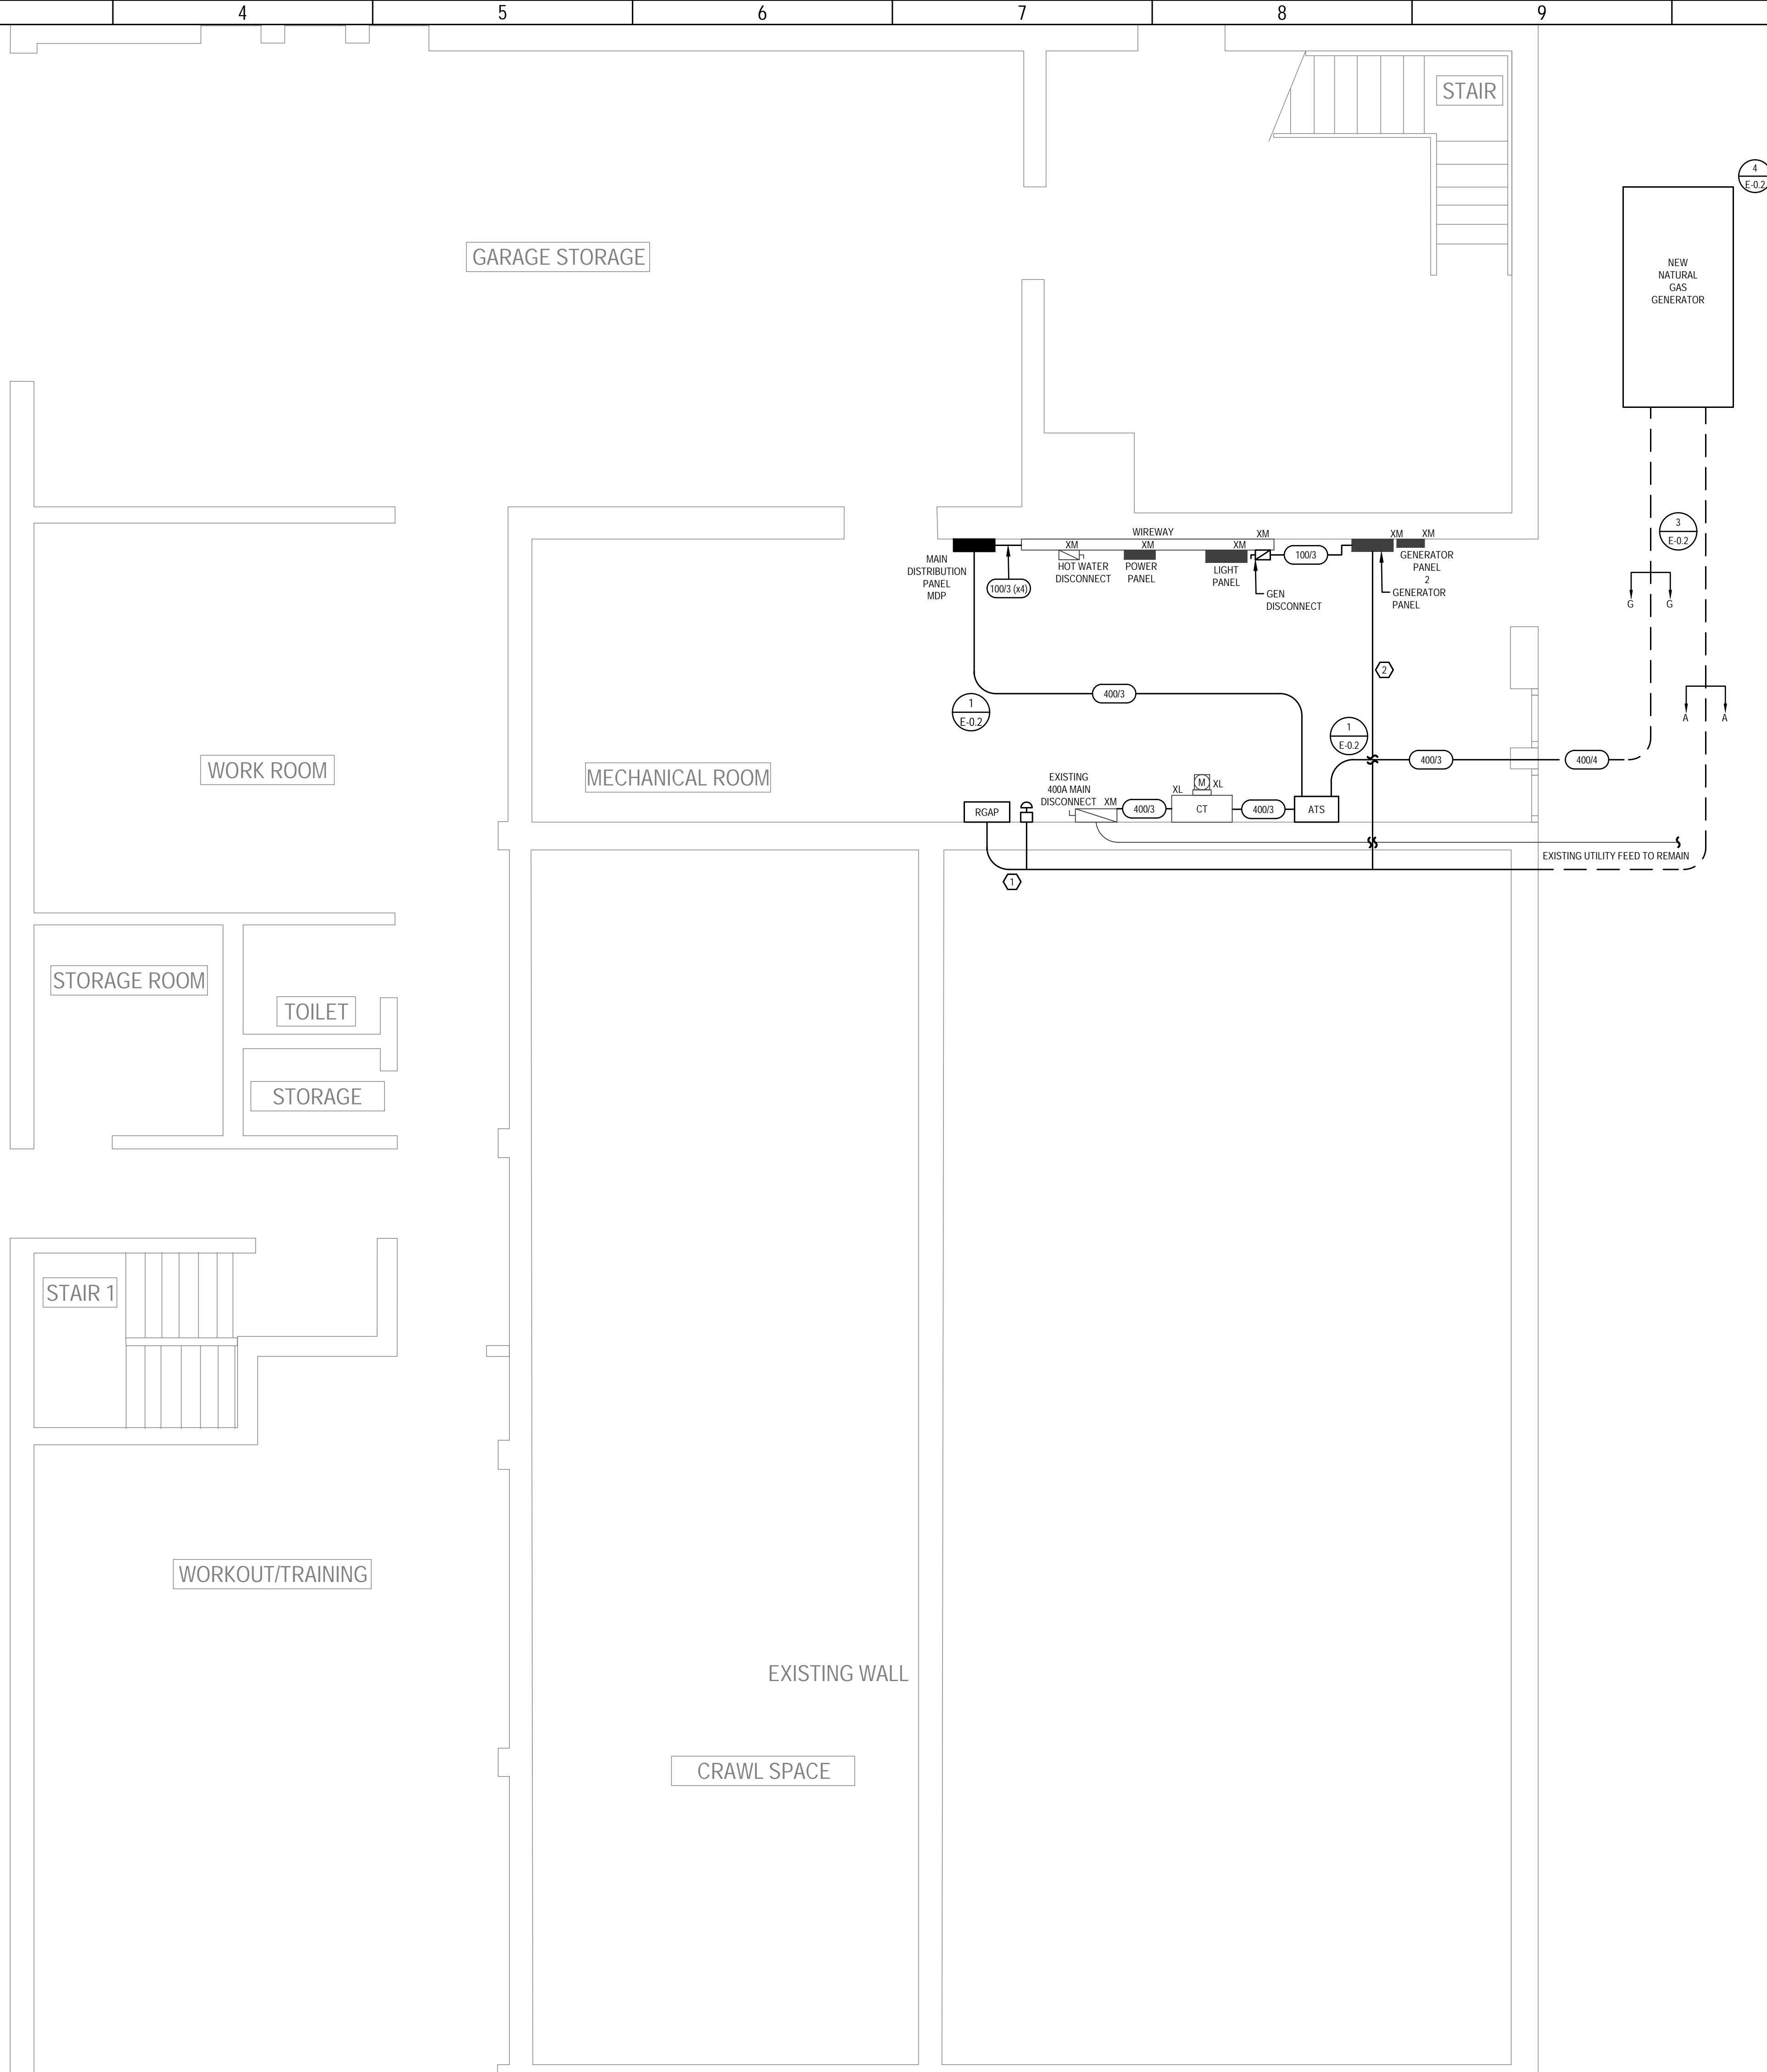 4
5
6
7
8
9
STAIR
4
E-0.2
NEW
NATURAL
GAS
GENERATOR
GARAGE STORAGE
3
E-0.2
WIREWAY
XM
XM
XM
XM
XM
XM
MAIN
DISTRIBUTION
PANEL
MDP
100/3 (x4)
HOT WATER
DISCONNECT
POWER
PANEL
LIGHT
PANEL
100/3
GEN
DISCONNECT
GENERATOR
PANEL
2
GENERATOR
PANEL
G
G
2
1
E-0.2
400/3
1
E-0.2
A
A
WORK ROOM
MECHANICAL ROOM
400/3
400/4
EXISTING
400A MAIN
DISCONNECT
XM
RGAP
400/3
XL
M
XL
CT
400/3
ATS
EXISTING UTILITY FEED TO REMAIN
1
STORAGE ROOM
TOILET
STORAGE
STAIR 1
WORKOUT/TRAINING
EXISTING WALL
CRAWL SPACE